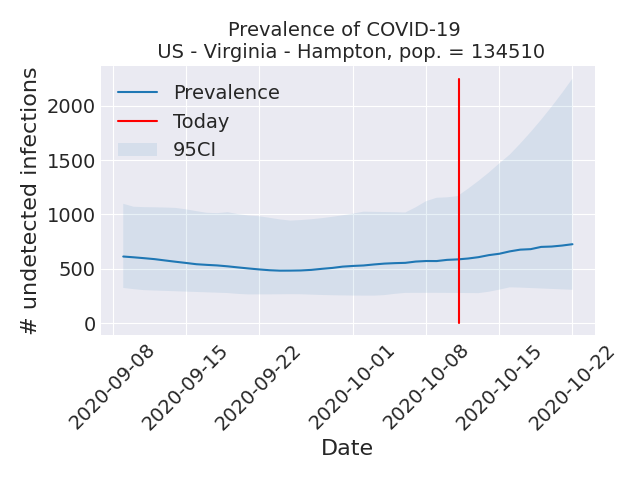 Prevalence of COVID-19
US - Virginia - Hampton, pop. = 134510
# undetected infections
2000
1500
1000
500
0
Prevalence
Today
95CI
2020-09-08
2020-09-15
2020-09-22
2020-10-01
2020-10-08
2020-10-15
2020-10-22
Date